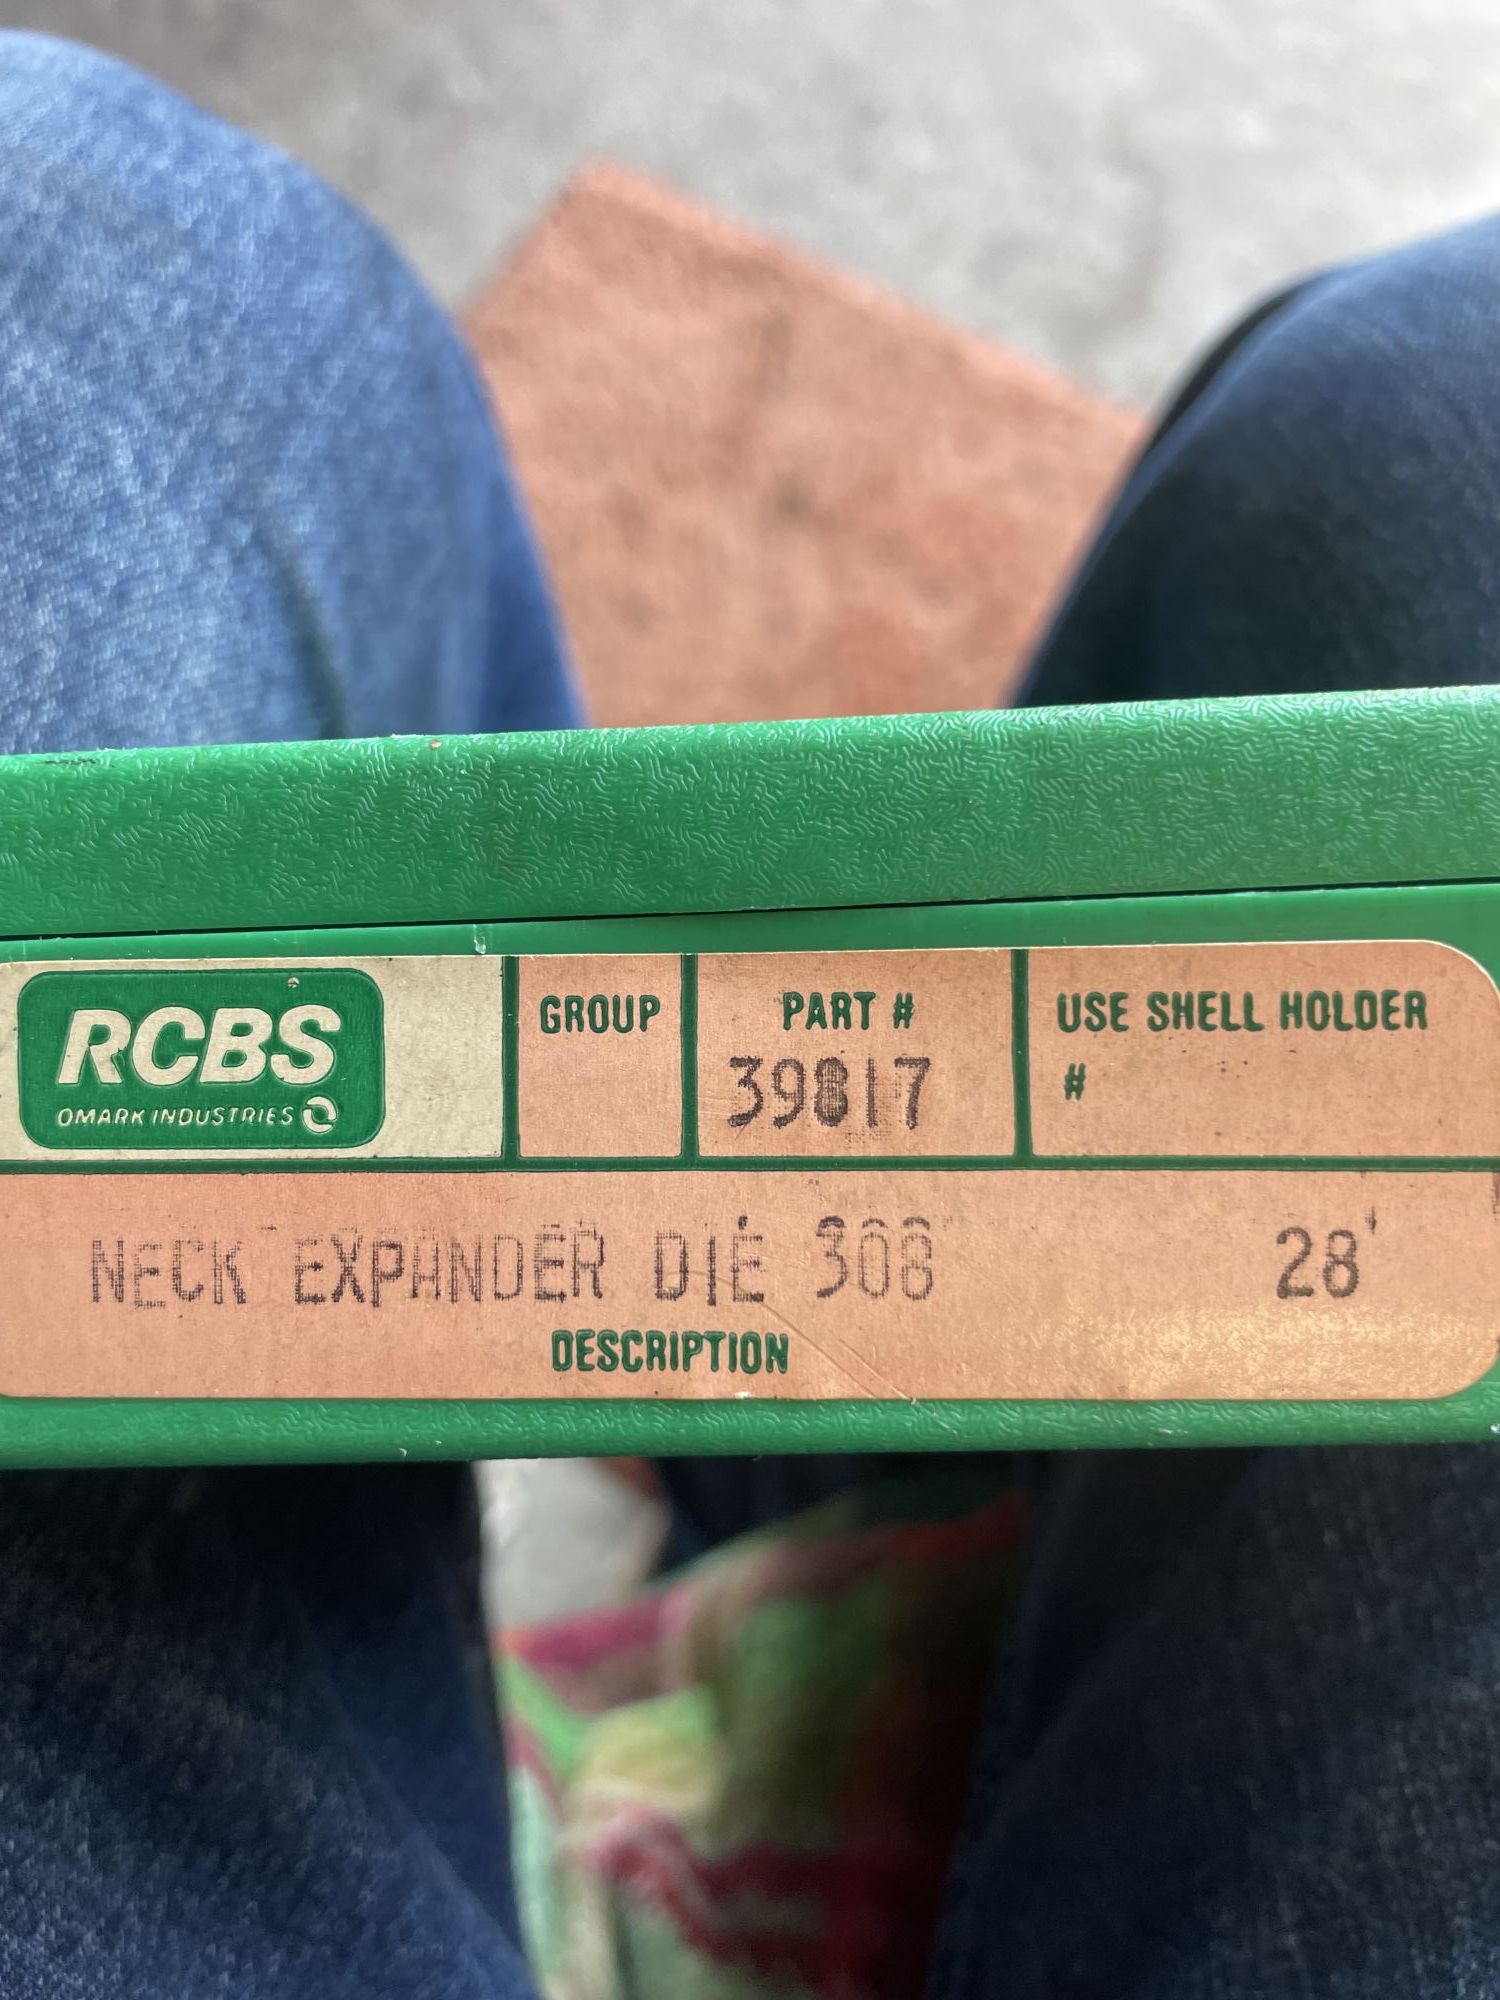 RCBS
OMARK INDUSTRIES
GROUP
PART #
39817
USE SHELL HOLDER
#
NECK EXPANDER DIE 308 28°
DESCRIPTION